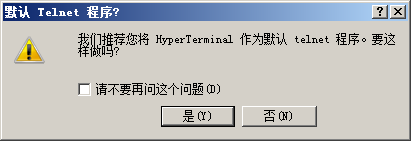 默认 Telnet 程序?
我们推荐您将 HyperTerminal 作为默认 telnet 程序。要这
样做吗?
请不要再问这个问题(D)
是(Y)
否(N)